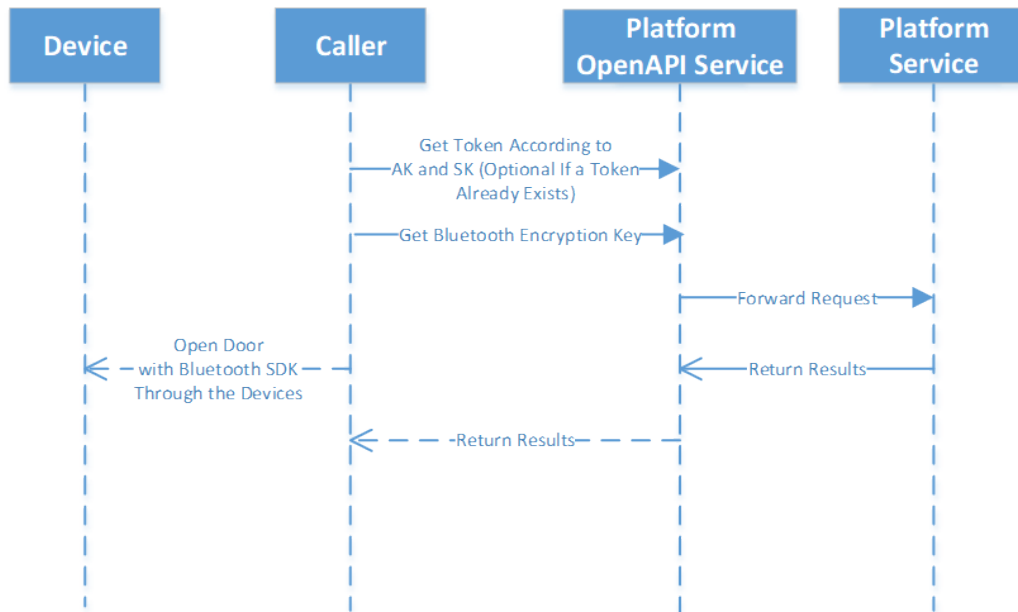 Device
Caller
Platform
OpenAPI Service
Platform
Service
Get Token According to
AK and SK (Optional If a Token
Already Exists)
Get Bluetooth Encryption Key
Forward Request
Open Door
with Bluetooth SDK
Through the Devices
Return Results
Return Results